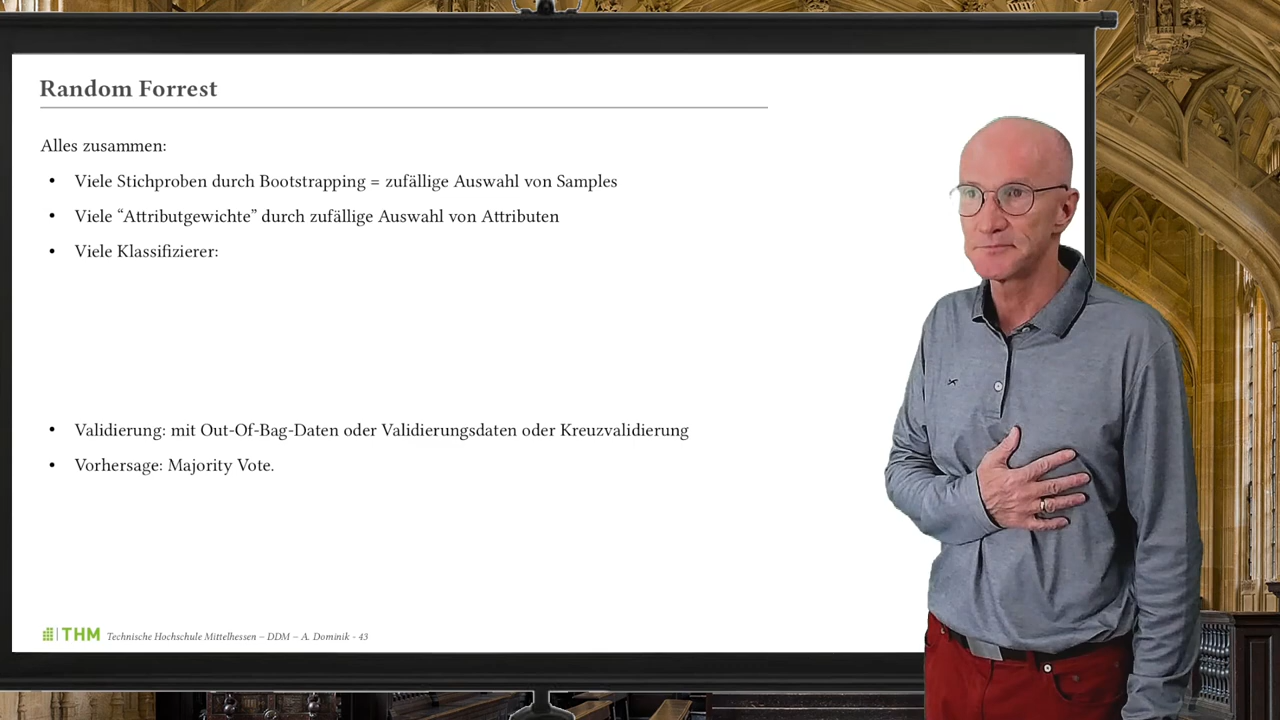 Random Forrest
Alles zusammen:
• Viele Stichproben durch Bootstrapping = zufällige Auswahl von Samples
• Viele “Attributgewichte” durch zufällige Auswahl von Attributen
• Viele Klassifizierer:
• Validierung: mit Out-Of-Bag-Daten oder Validierungsdaten oder Kreuzvalidierung
• Vorhersage: Majority Vote.
THM Technische Hochschule Mittelhessen – DDM – A. Dominik - 43